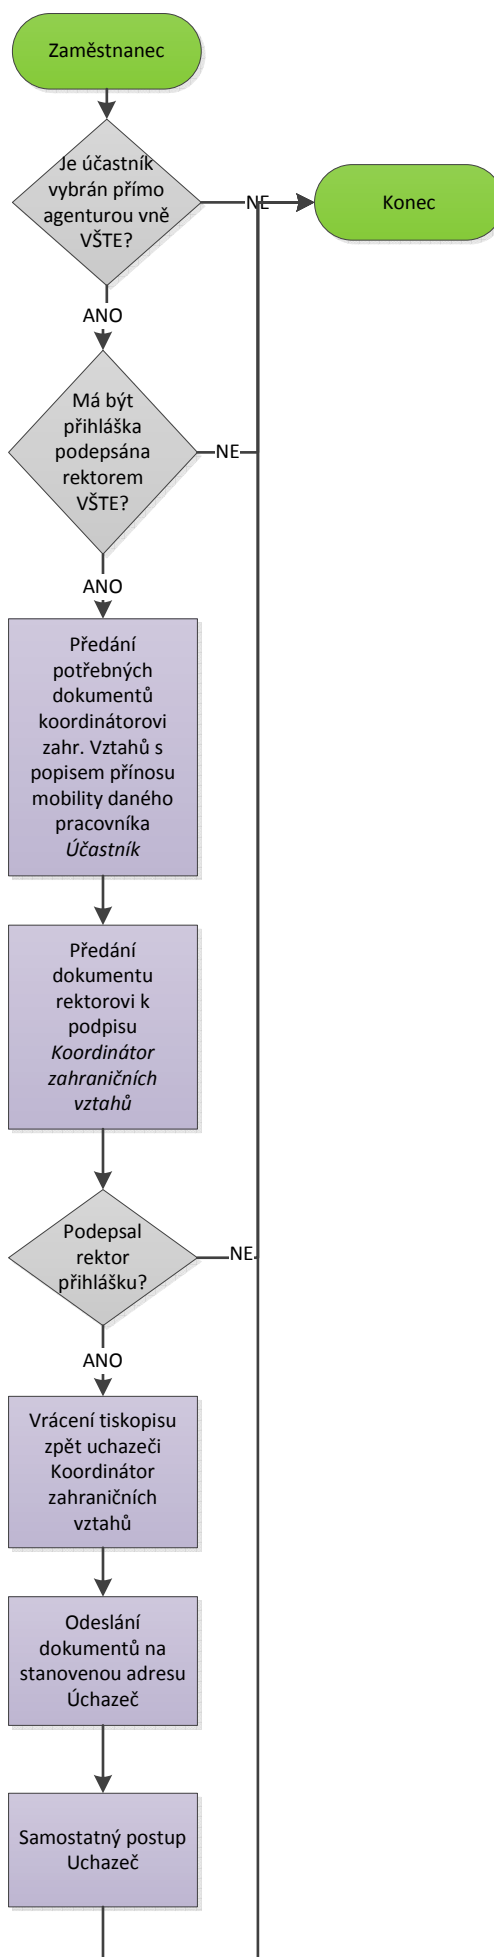 Zaměstnanec
Je účastník
vybrán přímo
agenturou vně
VŠTE?
NE
Konec
ANO
Má být
přihláška
podepsána
rektorem
VŠTE?
NE
ANO
Předání
potřebných
dokumentů
koordinátorovi
zahr. Vztahů s
popisem přínosu
mobility daného
pracovníka
Účastník
Předání
dokumentu
rektorovi k
podpisu
Koordinátor
zahraničních
vztahů
Podepsal
rektor
přihlášku?
NE
ANO
Vrácení tiskopisu
zpět uchazeči
Koordinátor
zahraničních
vztahů
Odeslání
dokumentů na
stanovenou adresu
Úchazeč
Samostatný postup
Uchazeč